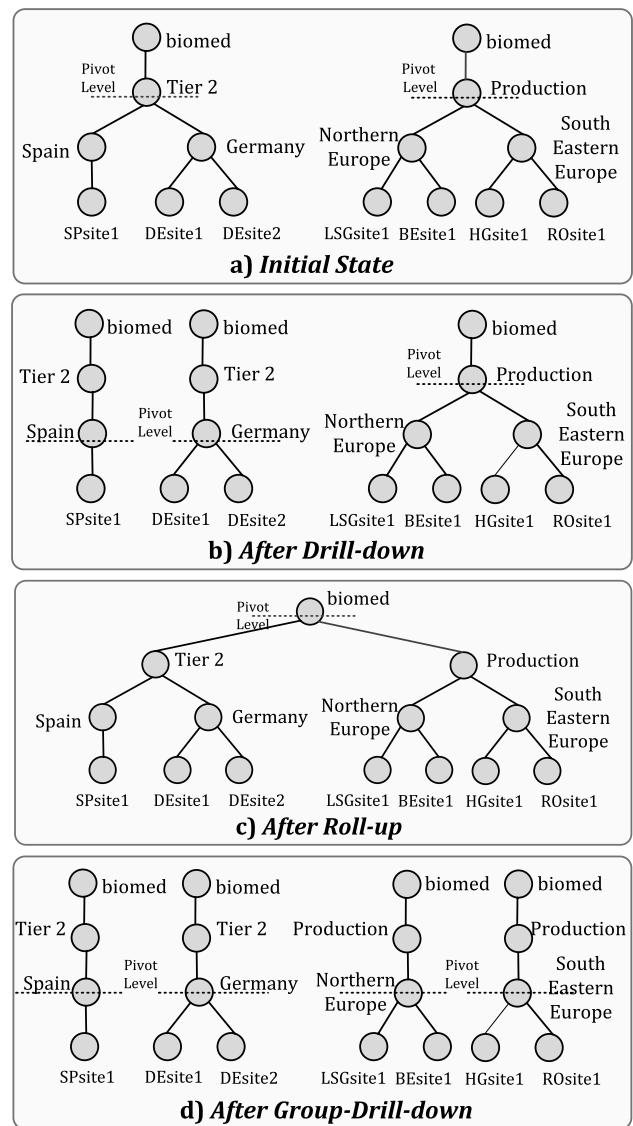 biomed
biomed
Pivot
Level
Tier 2
Pivot
Level
Production
Spain
Germany
Northern
Europe
South
Eastern
Europe
SPsite1 DEsite1 DEsite2 LSGsite1 BEsite1 HGsite1 ROsite1
a) Initial State
biomed
biomed
biomed
Tier 2
Tier 2
Pivot
Level
Production
Spain
Pivot
Level
Germany
Northern
Europe
South
Eastern
Europe
SPsite1 DEsite1 DEsite2 LSGsite1 BEsite1 HGsite1 ROsite1
b) After Drill-down
Pivot
Level
biomed
Tier 2
Production
Spain
Germany
Northern
Europe
South
Eastern
Europe
SPsite1 DEsite1 DEsite2 LSGsite1 BEsite1 HGsite1 ROsite1
c) After Roll-up
biomed
biomed
biomed
biomed
Tier 2
Tier 2
Production
Production
Spain
Pivot
Level
Germany
Northern
Europe
Pivot
Level
South
Eastern
Europe
SPsite1 DEsite1 DEsite2 LSGsite1 BEsite1 HGsite1 ROsite1
d) After Group-Drill-down